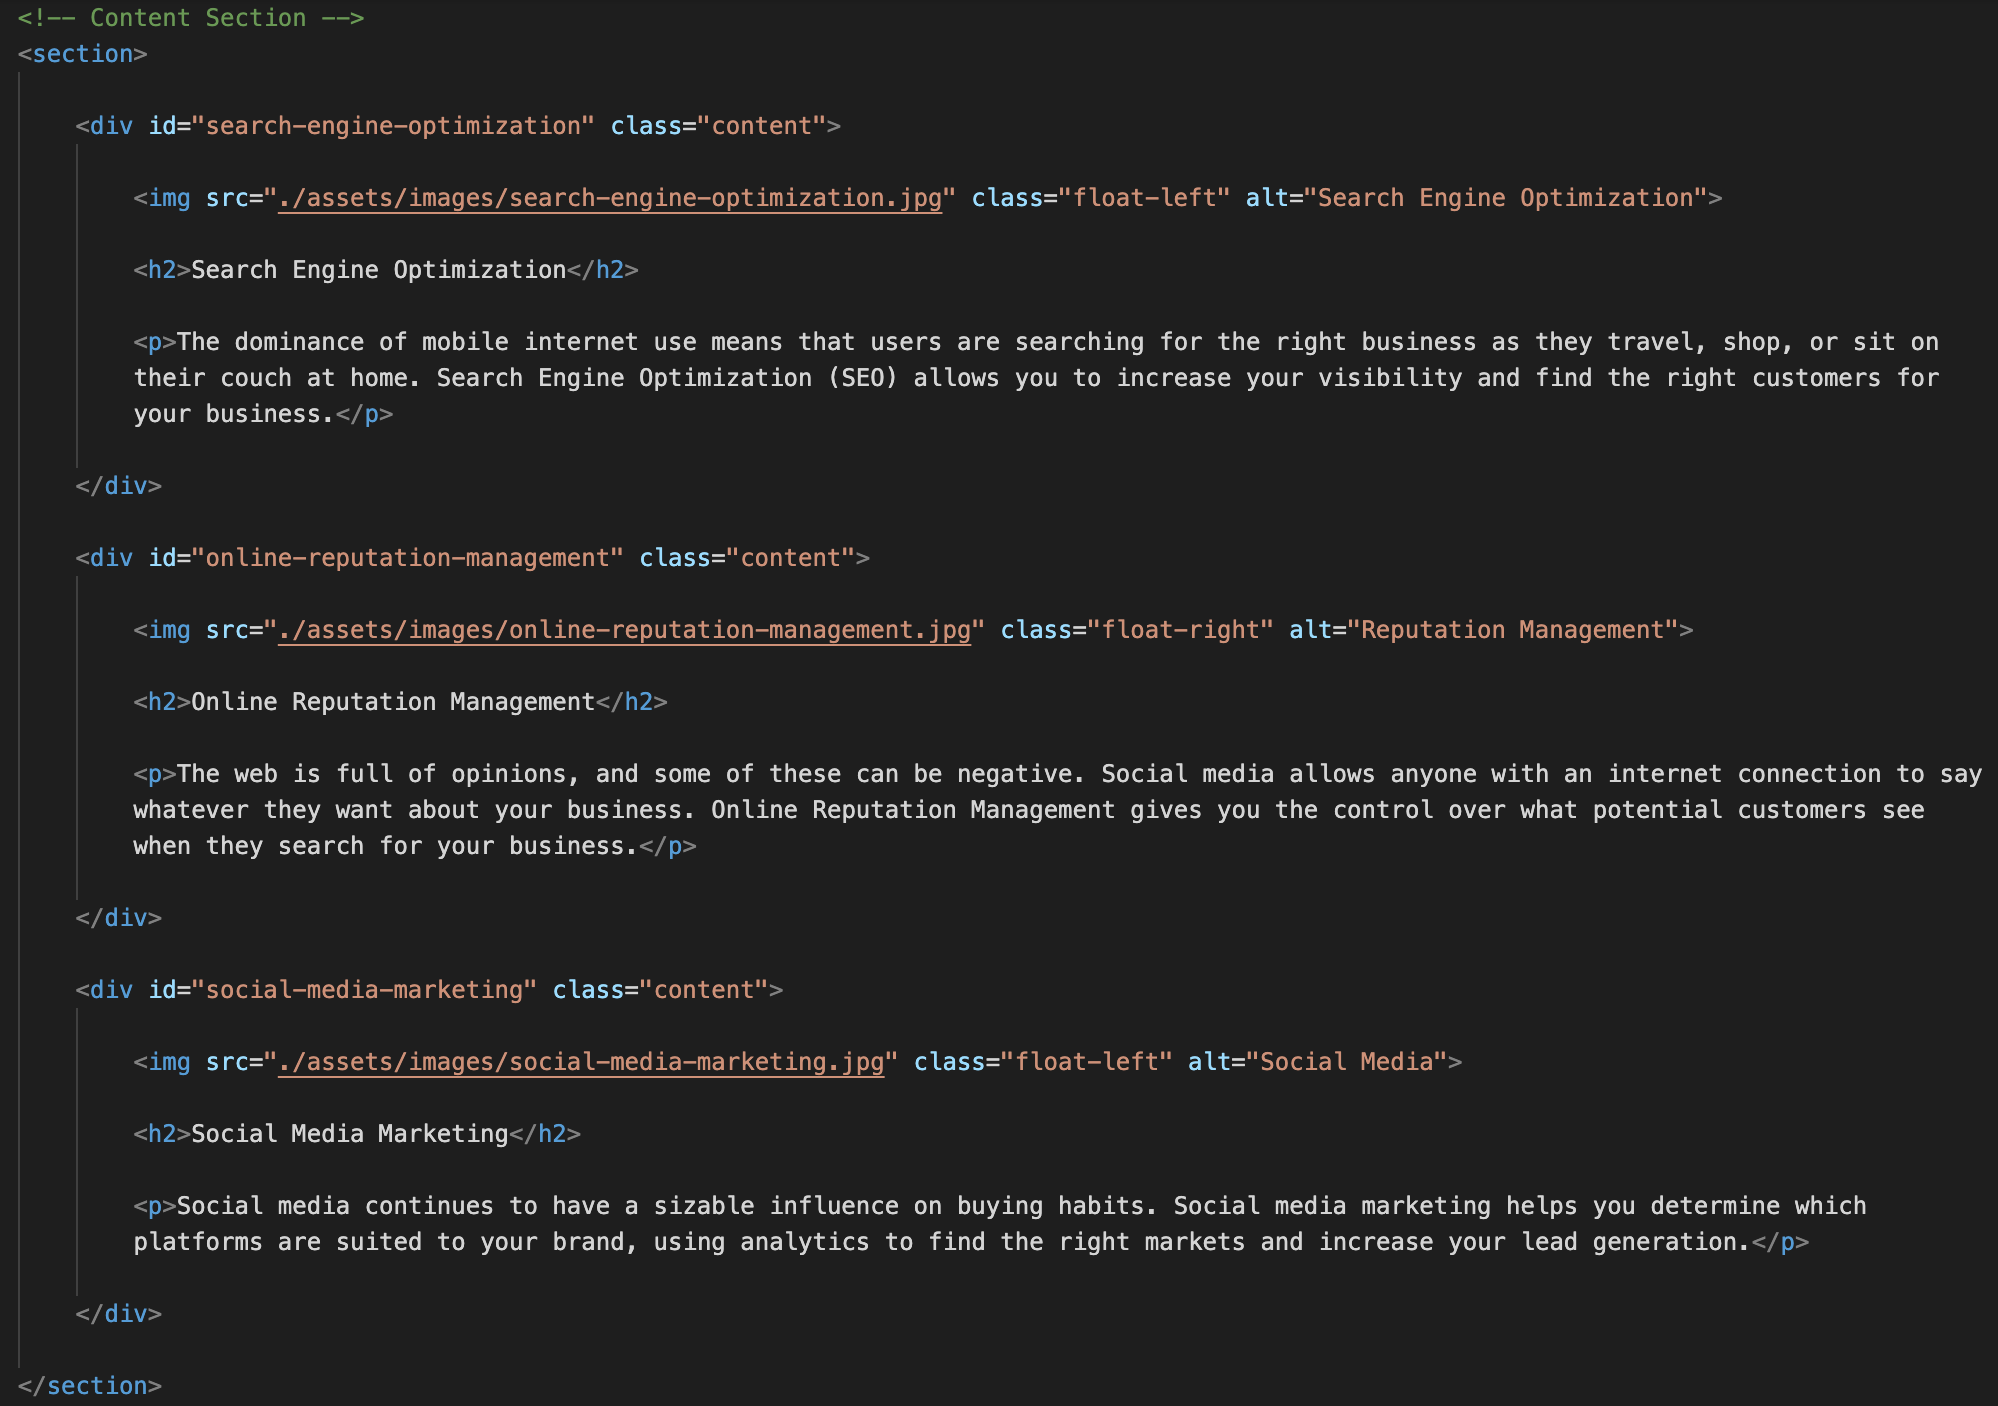 <!-- Content Section -->
<section>
<div id="search-engine-optimization" class="content">
<img src="./assets/images/search-engine-optimization.jpg" class="float-left" alt="Search Engine Optimization">
<h2>Search Engine Optimization</h2>
<p>The dominance of mobile internet use means that users are searching for the right business as they travel, shop, or sit on
their couch at home. Search Engine Optimization (SEO) allows you to increase your visibility and find the right customers for
your business.</p>
</div>
<div id="online-reputation-management" class="content">
<img src="./assets/images/online-reputation-management.jpg" class="float-right" alt="Reputation Management">
<h2>Online Reputation Management</h2>
<p>The web is full of opinions, and some of these can be negative. Social media allows anyone with an internet connection to say
whatever they want about your business. Online Reputation Management gives you the control over what potential customers see
when they search for your business.</p>
</div>
<div id="social-media-marketing" class="content">
<img src="./assets/images/social-media-marketing.jpg" class="float-left" alt="Social Media">
<h2>Social Media Marketing</h2>
<p>Social media continues to have a sizable influence on buying habits. Social media marketing helps you determine which
platforms are suited to your brand, using analytics to find the right markets and increase your lead generation.</p>
</div>
</section>